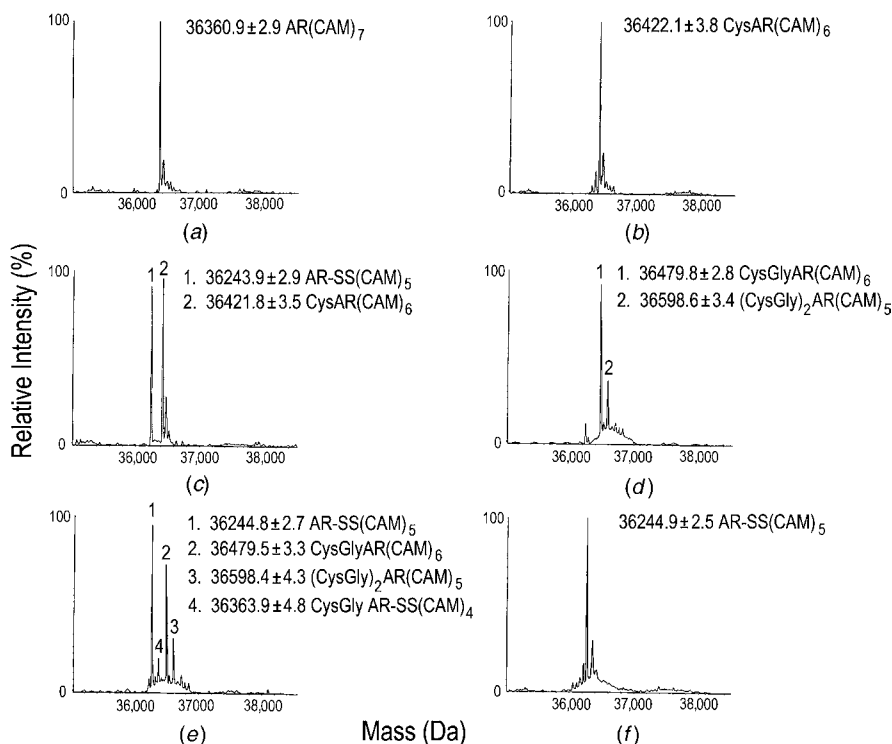 100
36360.9±2.9 AR(CAM)7
0
36,000 37,000 38,000
(a)
100
36422.1±3.8 CysAR(CAM)6
0
36,000 37,000 38,000
(b)
Relative Intensity (%)
100
1 2
1. 36243.9±2.9 AR-SS(CAM)5
2. 36421.8±3.5 CysAR(CAM)6
0
36,000 37,000 38,000
(c)
100
1
2
1. 36479.8±2.8 CysGlyAR(CAM)6
2. 36598.6±3.4 (CysGly)2AR(CAM)5
0
36,000 37,000 38,000
(d)
100
1
2
3
4
1. 36244.8±2.7 AR-SS(CAM)5
2. 36479.5±3.3 CysGlyAR(CAM)6
3. 36598.4±4.3 (CysGly)2AR(CAM)5
4. 36363.9±4.8 CysGly AR-SS(CAM)4
0
36,000 37,000 38,000
(e)
100
36244.9±2.5 AR-SS(CAM)5
0
36,000 37,000 38,000
(f)
Mass (Da)